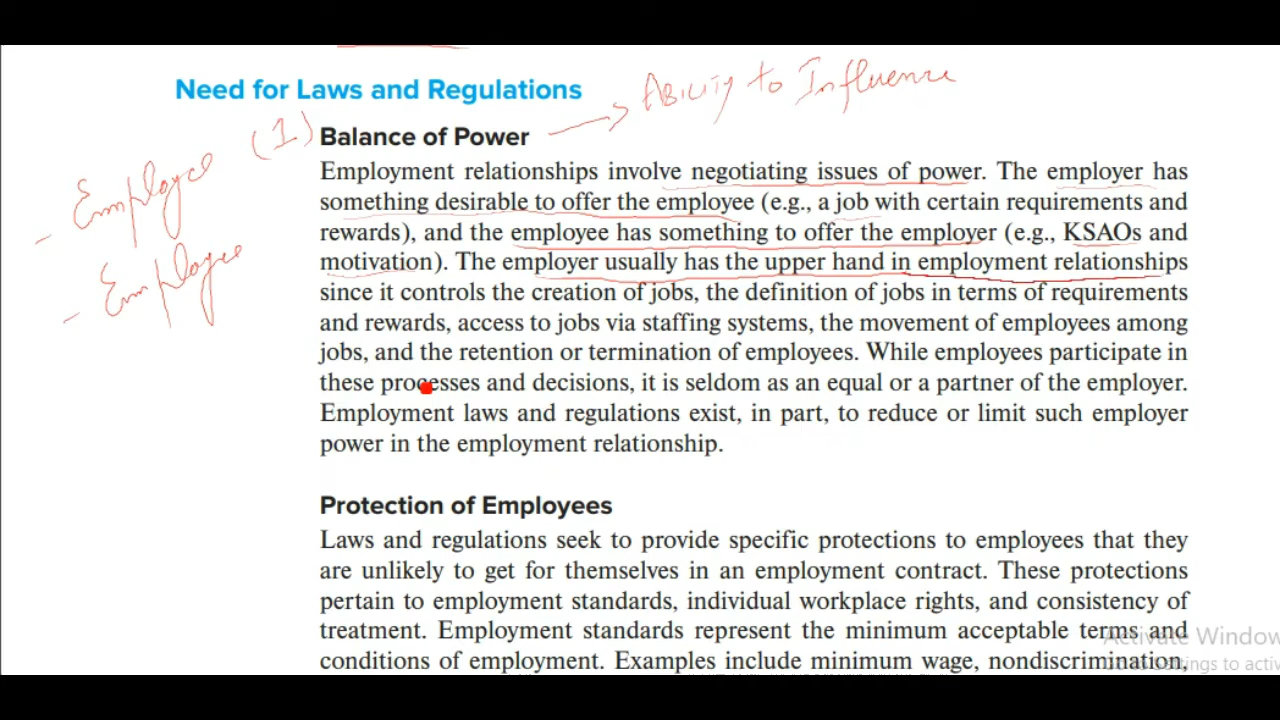 Need for Laws and Regulations
Ability to Influence
(1)
Balance of Power
- Employee
- Employee
Employment relationships involve negotiating issues of power. The employer has
something desirable to offer the employee (e.g., a job with certain requirements and
rewards), and the employee has something to offer the employer (e.g., KSAOs and
motivation). The employer usually has the upper hand in employment relationships
since it controls the creation of jobs, the definition of jobs in terms of requirements
and rewards, access to jobs via staffing systems, the movement of employees among
jobs, and the retention or termination of employees. While employees participate in
these processes and decisions, it is seldom as an equal or a partner of the employer.
Employment laws and regulations exist, in part, to reduce or limit such employer
power in the employment relationship.
Protection of Employees
Laws and regulations seek to provide specific protections to employees that they
are unlikely to get for themselves in an employment contract. These protections
pertain to employment standards, individual workplace rights, and consistency of
treatment. Employment standards represent the minimum acceptable terms and
conditions of employment. Examples include minimum wage, nondiscrimination,
Activate Window
Go to Settings to activ